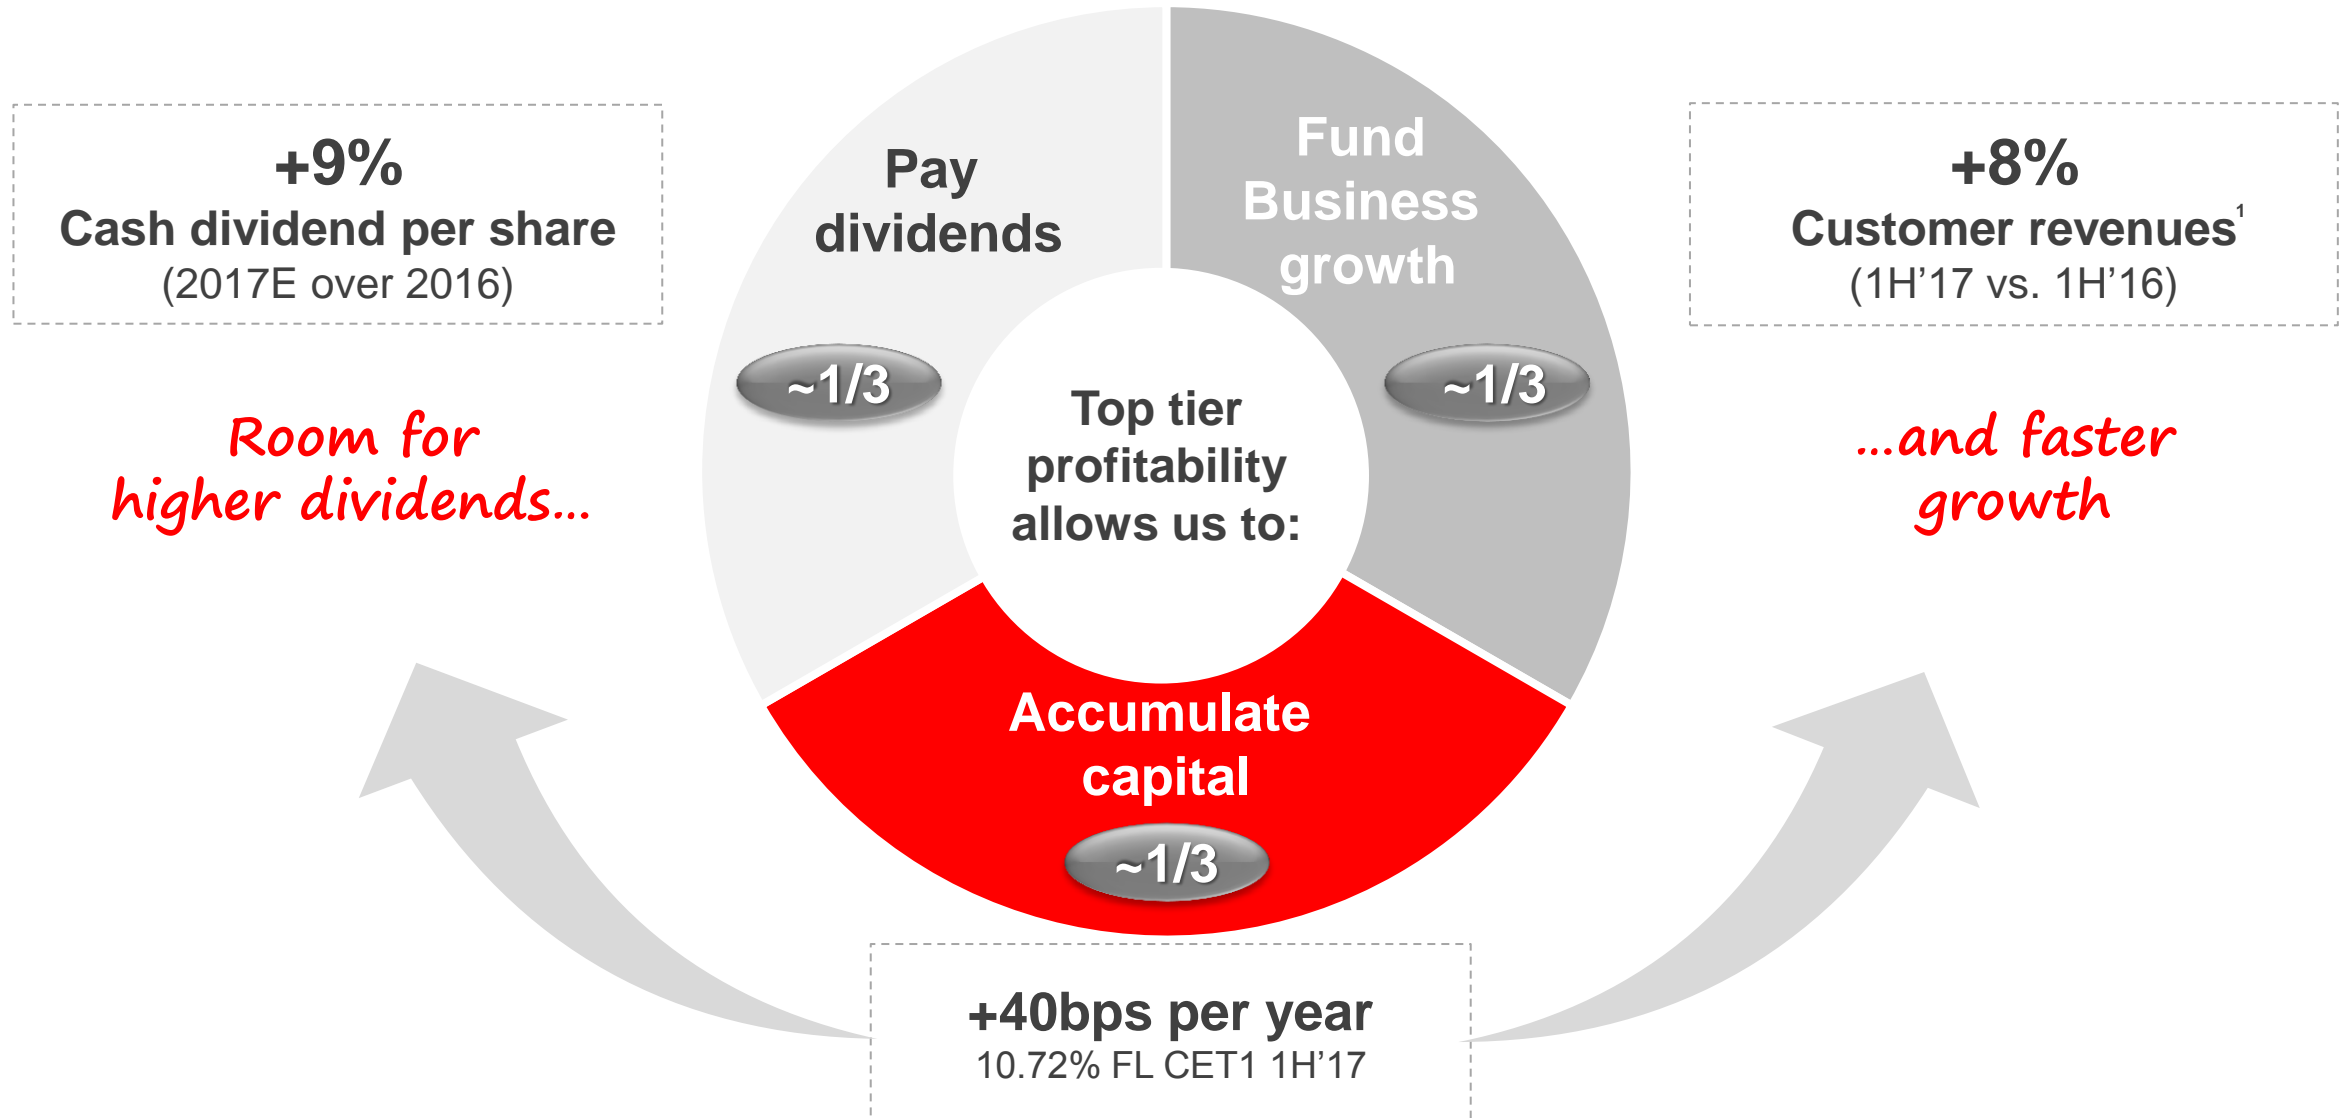 +9%
Cash dividend per share
(2017E over 2016)
Room for
higher dividends...
Pay
dividends
~1/3
Fund
Business
growth
~1/3
Top tier
profitability
allows us to:
Accumulate
capital
~1/3
+8%
Customer revenues¹
(1H’17 vs. 1H’16)
...and faster
growth
+40bps per year
10.72% FL CET1 1H’17